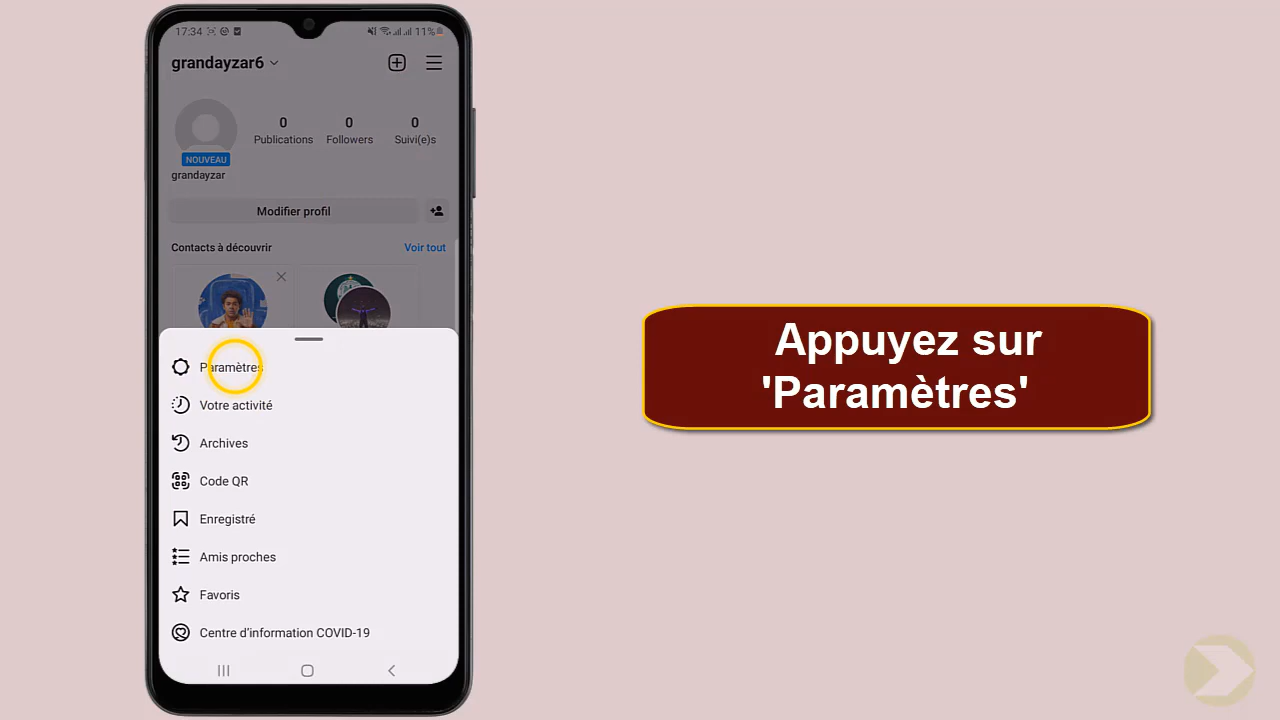 17:34
11%
grandayzar6
0
0
0
Publications
Followers
Suivi(e)s
NOUVEAU
grandayzar
Modifier profil
Contacts à découvrir
Voir tout
Paramètres
Votre activité
Archives
Code QR
Enregistré
Amis proches
Favoris
Centre d'information COVID-19
Appuyez sur
'Paramètres'